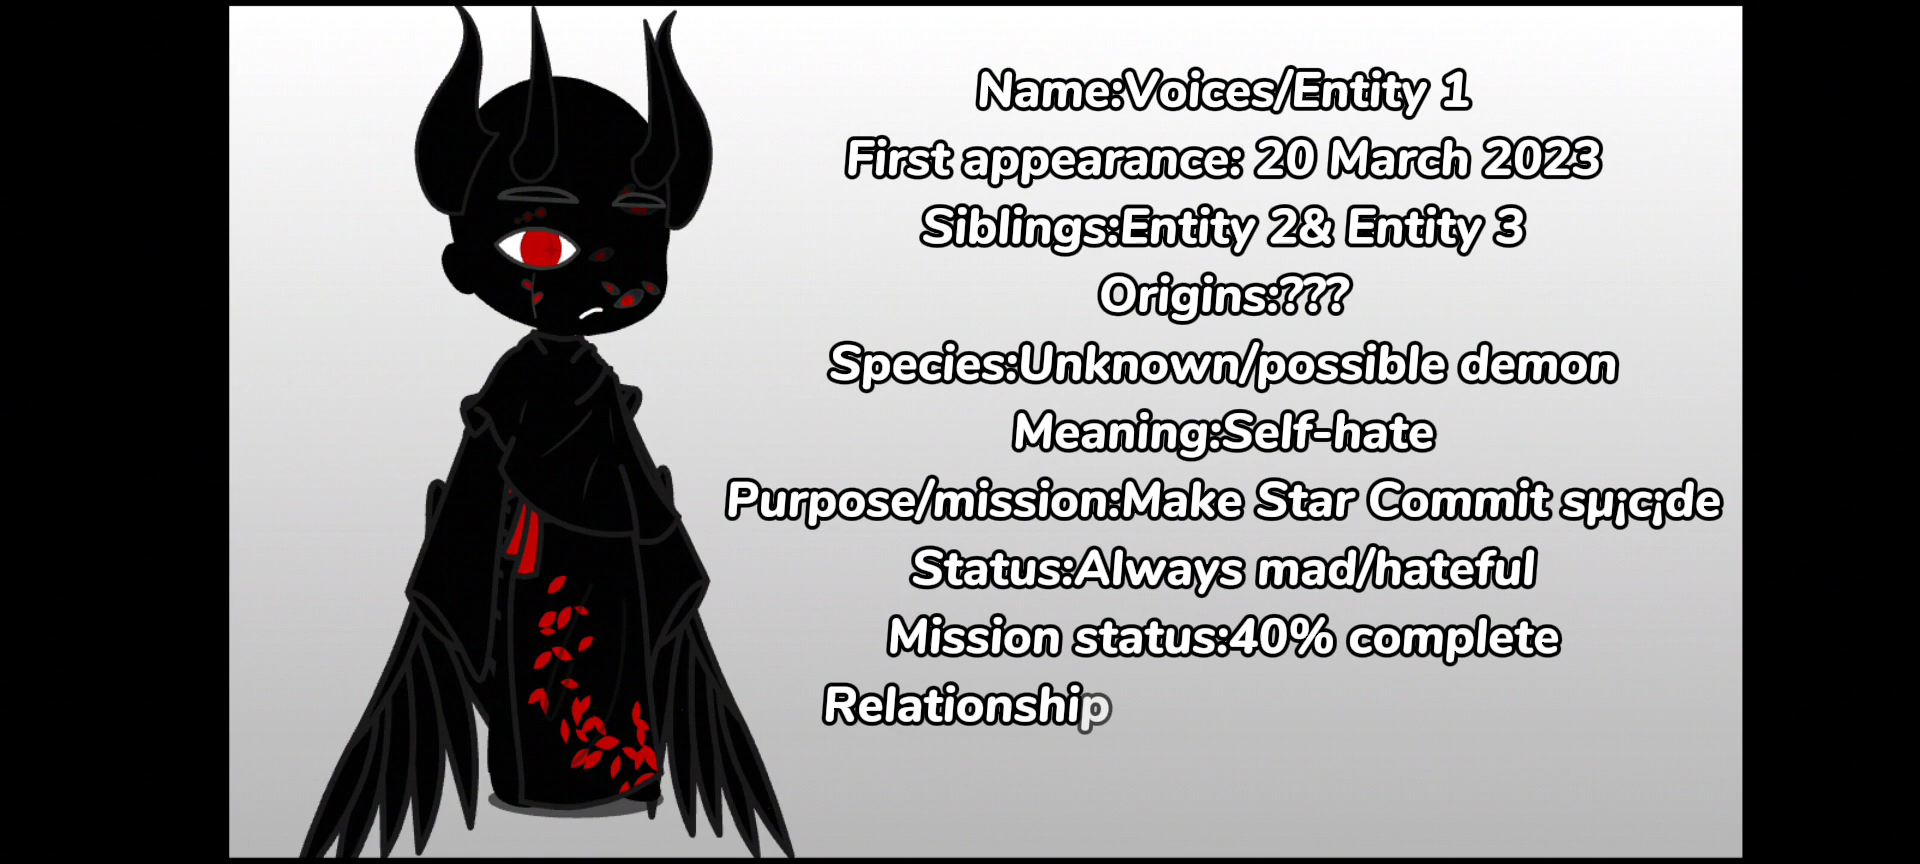 Name:Voices/Entity 1
First appearance: 20 March 2023
Siblings:Entity 2& Entity 3
Origins:???
Species:Unknown/possible demon
Meaning:Self-hate
Purpose/mission:Make Star Commit sµ¡c¡de
Status:Always mad/hateful
Mission status:40% complete
Relationship